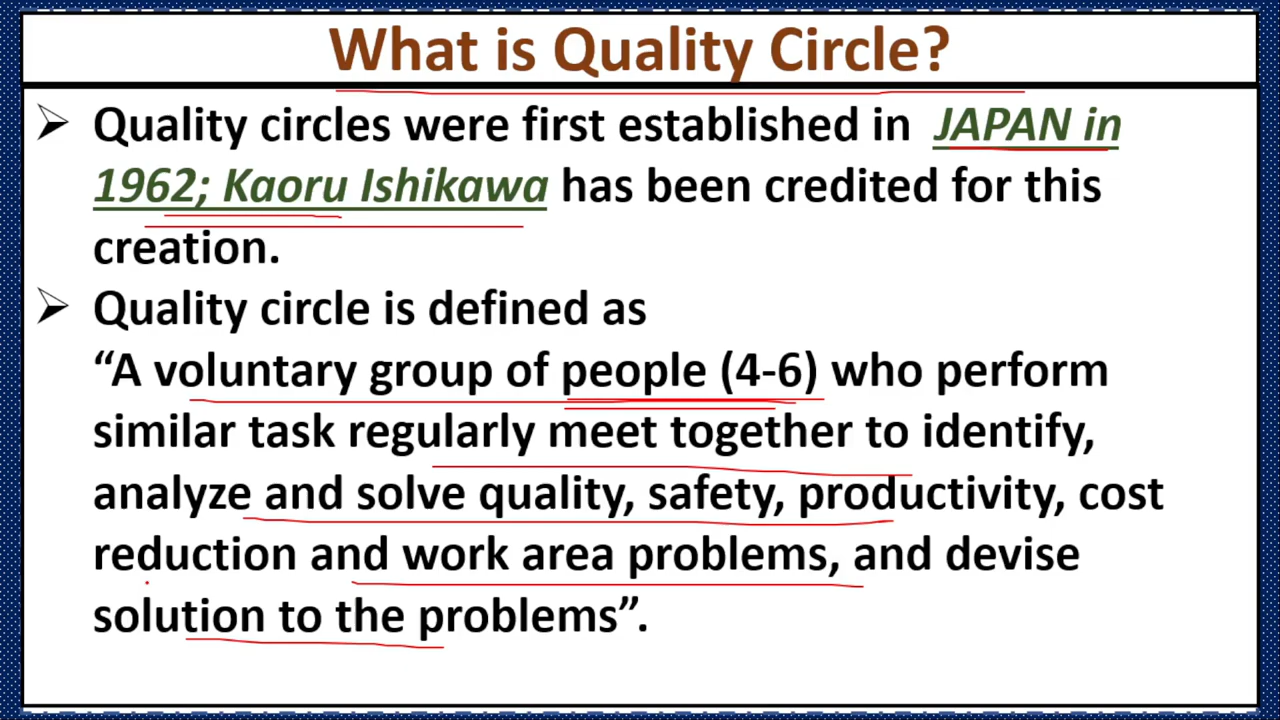 What is Quality Circle?
➢ Quality circles were first established in JAPAN in
1962; Kaoru Ishikawa has been credited for this
creation.
➢ Quality circle is defined as
“A voluntary group of people (4-6) who perform
similar task regularly meet together to identify,
analyze and solve quality, safety, productivity, cost
reduction and work area problems, and devise
solution to the problems”.